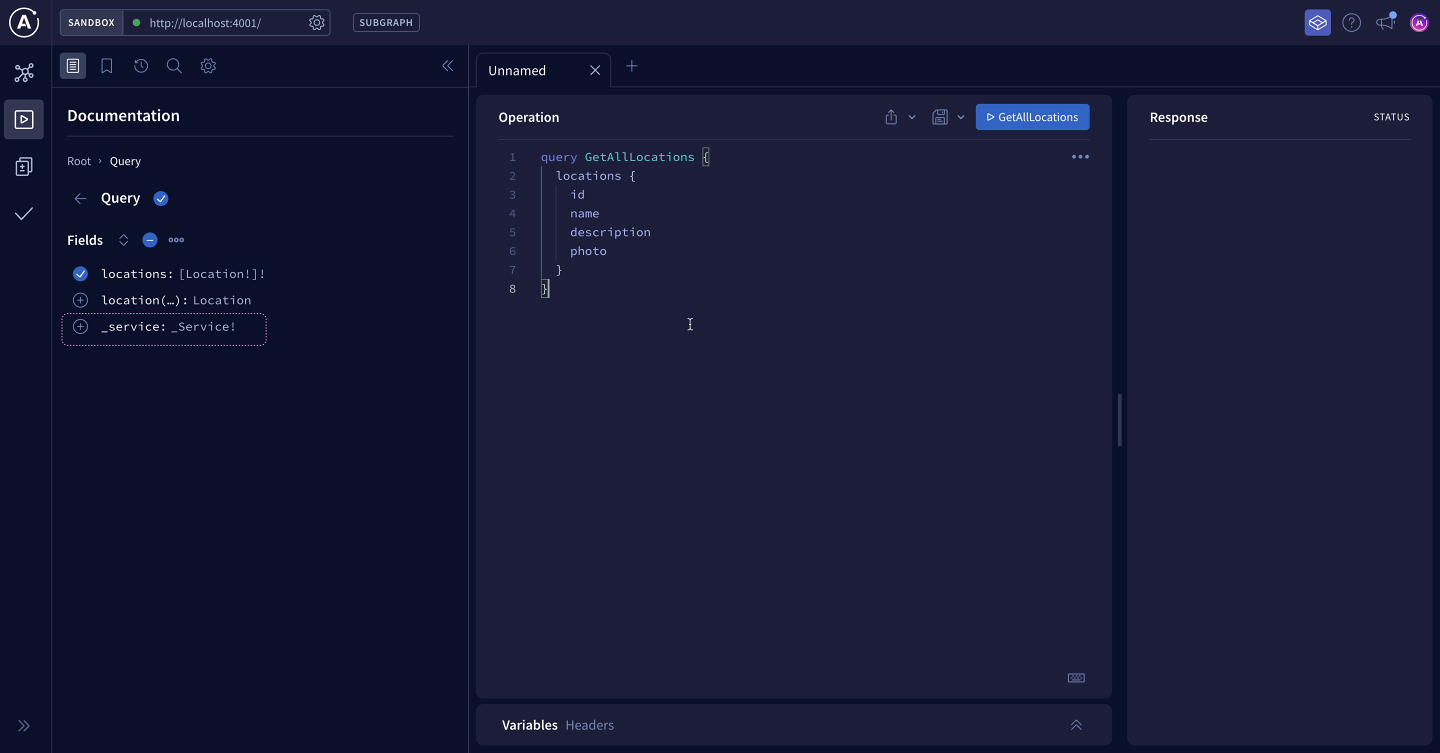 SANDBOX http://localhost:4001/ SUBGRAPH
Documentation
Root › Query
Query
Fields
locations: [Location!]!
location(…): Location
_service: _Service!
Unnamed
Operation
GetAllLocations
1 query GetAllLocations {
2 locations {
3 id
4 name
5 description
6 photo
7 }
8 }
Variables Headers
Response STATUS